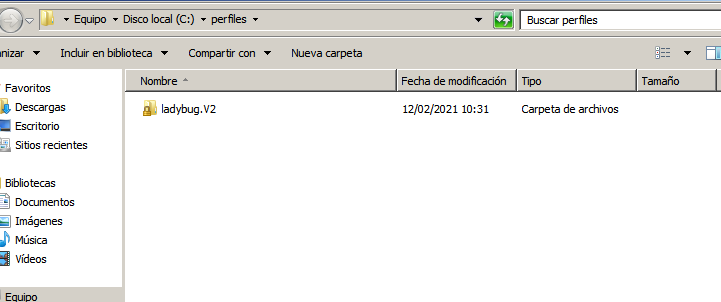 Equipo Disco local (C:) perfiles Buscar perfiles
nizar Incluir en biblioteca Compartir con Nueva carpeta
Nombre Fecha de modificación Tipo Tamaño
ladybug.V2 12/02/2021 10:31 Carpeta de archivos
Favoritos
Descargas
Escritorio
Sitios recientes
Bibliotecas
Documentos
Imágenes
Música
Vídeos
Equipo